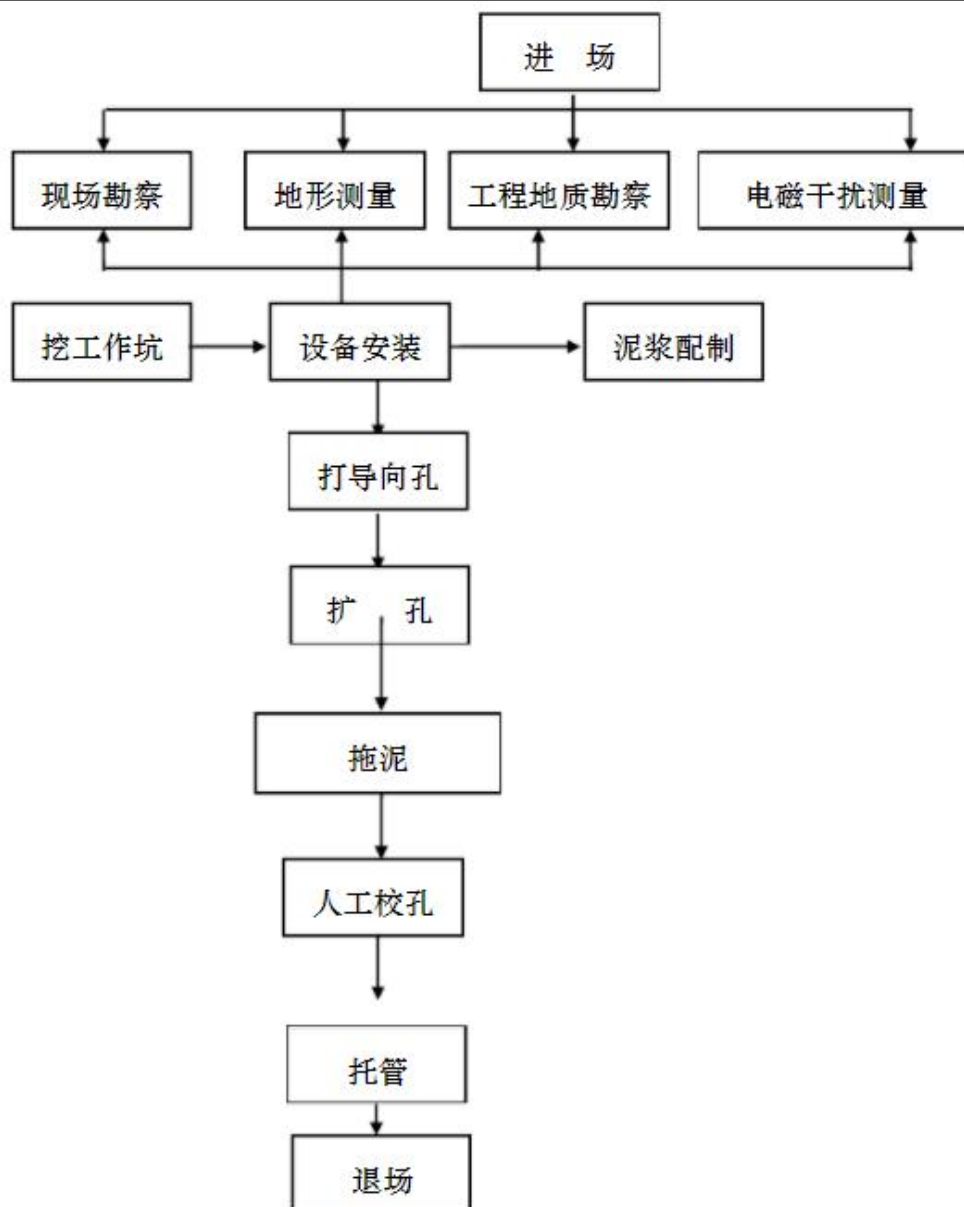 进 场
现场勘察 地形测量 工程地质勘察 电磁干扰测量
挖工作坑 设备安装 泥浆配制
打导向孔
扩 孔
拖泥
人工校孔
托管
退场